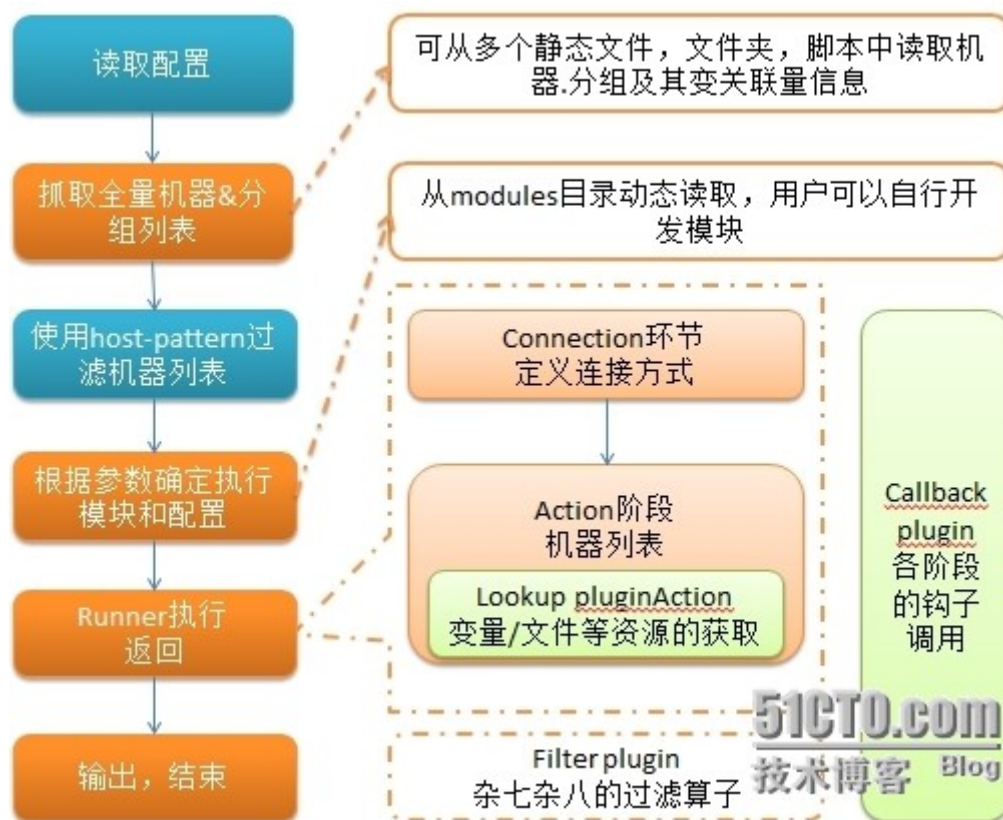 读取配置
可从多个静态文件，文件夹，脚本中读取机
器.分组及其变关联量信息
抓取全量机器&分
组列表
从modules目录动态读取，用户可以自行开
发模块
使用host-pattern过
滤机器列表
Connection环节
定义连接方式
根据参数确定执行
模块和配置
Action阶段
机器列表
Lookup pluginAction
变量/文件等资源的获取
Callback
plugin
各阶段
的钩子
调用
Runner执行
返回
输出，结束
Filter plugin
杂七杂八的过滤算子
51CTO.com
技术博客 Blog